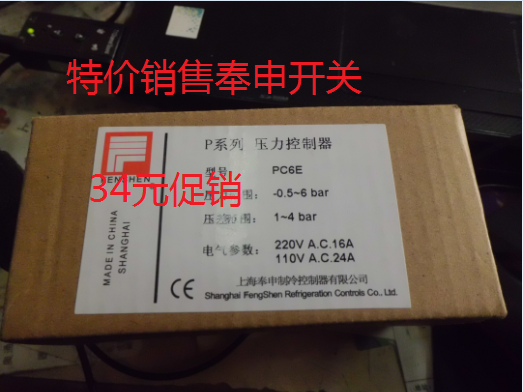 特价销售奉申开关
FENSHEN
MADE IN CHINA
SHANGHAI
P系列 压力控制器
型号: PC6E
34元促销
-0.5~6 bar
1~4 bar
电气参数: 220V A.C.16A
110V A.C.24A
CE
上海奉申制冷控制器有限公司
Shanghai FengShen Refrigeration Controls Co., Ltd.